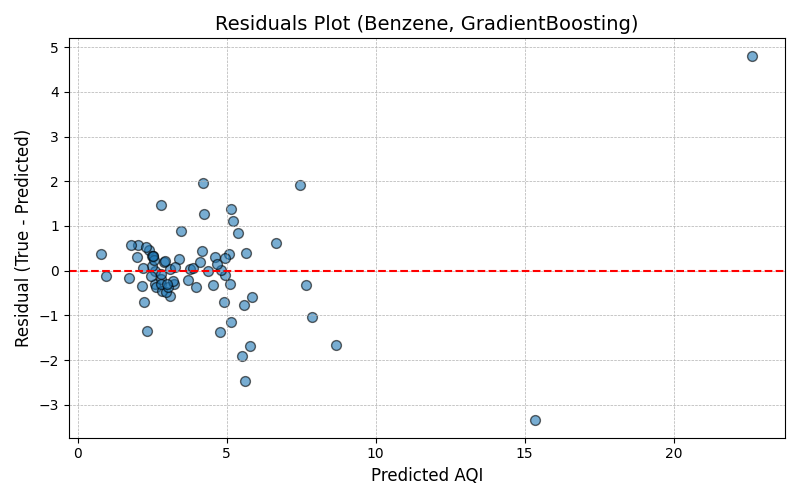 Residuals Plot (Benzene, GradientBoosting)
Residual (True - Predicted)
5
4
3
2
1
0
−1
−2
−3
0 5 10 15 20
Predicted AQI